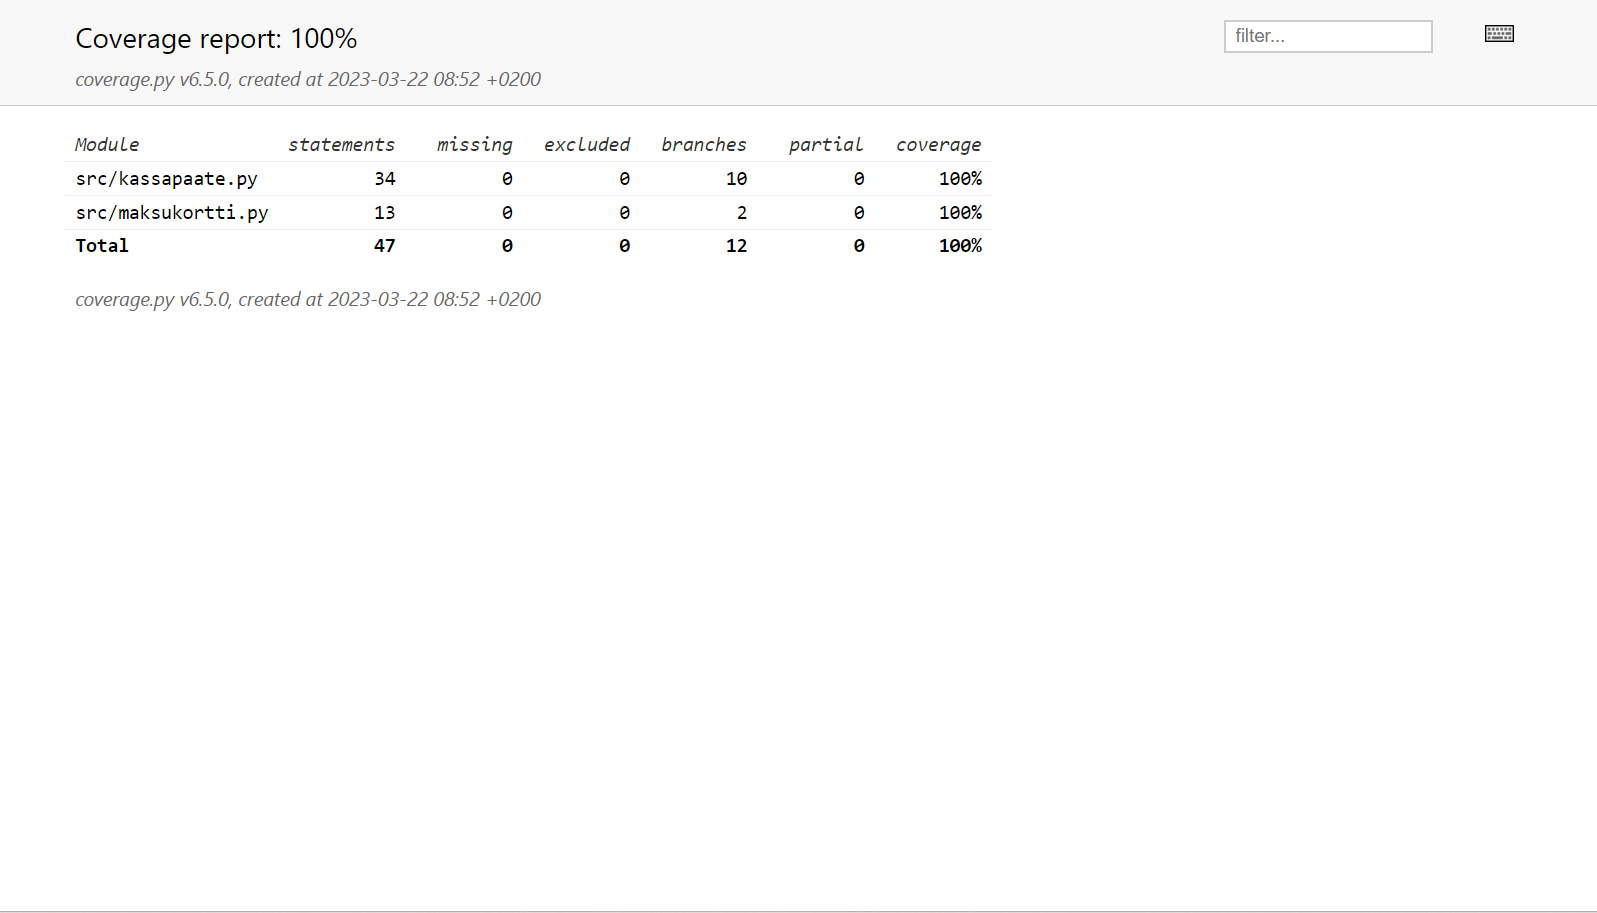 Coverage report: 100%
filter...
coverage.py v6.5.0, created at 2023-03-22 08:52 +0200
Module statements missing excluded branches partial coverage
src/kassapaate.py 34 0 0 10 0 100%
src/maksukortti.py 13 0 0 2 0 100%
Total 47 0 0 12 0 100%
coverage.py v6.5.0, created at 2023-03-22 08:52 +0200